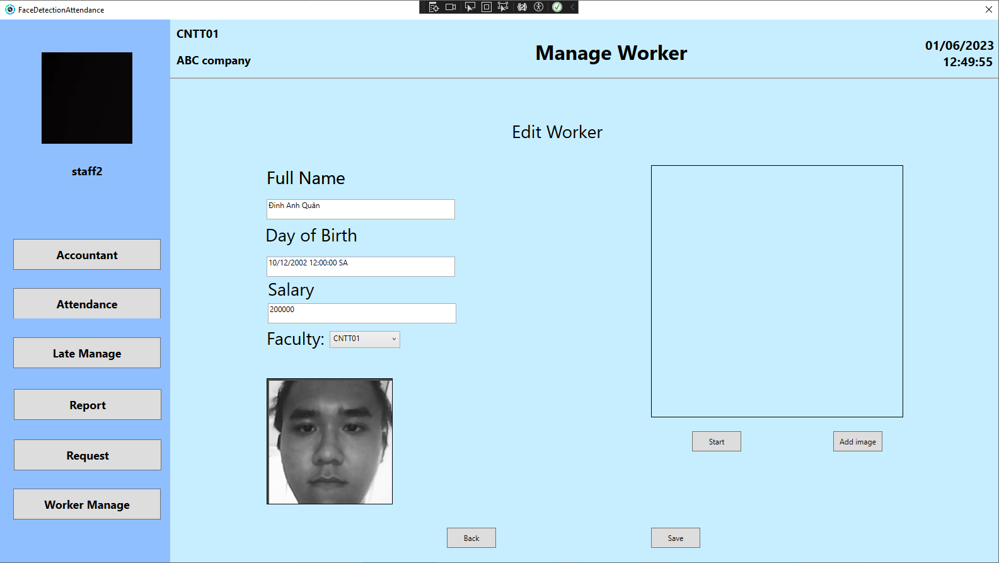 FaceDetectionAttendance
CNTT01
ABC company
Manage Worker
01/06/2023
12:49:55
staff2
Accountant
Attendance
Late Manage
Report
Request
Worker Manage
Edit Worker
Full Name
Đinh Anh Quân
Day of Birth
10/12/2002 12:00:00 SA
Salary
200000
Faculty:
CNTT01
Start
Add image
Back
Save